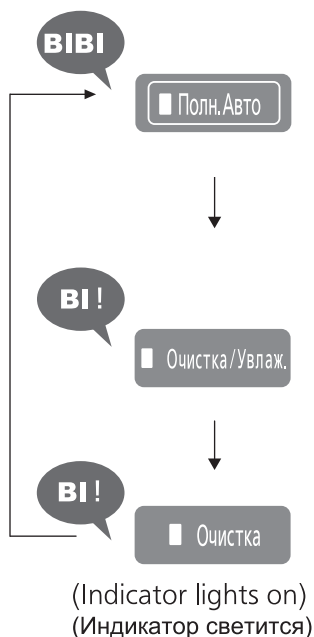 BIBI
Полн.Авто
BI!
Очистка/Увлаж.
BI!
Очистка
(Indicator lights on)
(Индикатор светится)